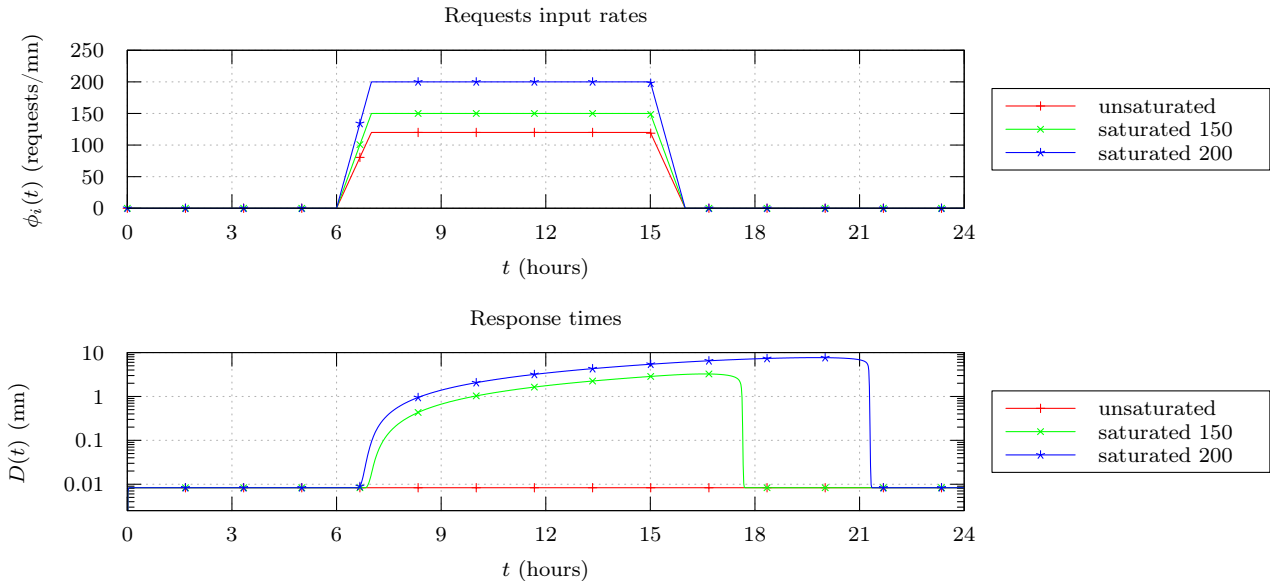 Requests input rates
ϕi(t) (requests/mn)
250
200
150
100
50
0
0 3 6 9 12 15 18 21 24
t (hours)
unsaturated
saturated 150
saturated 200
Response times
D(t) (mn)
10
1
0.1
0.01
0 3 6 9 12 15 18 21 24
t (hours)
unsaturated
saturated 150
saturated 200